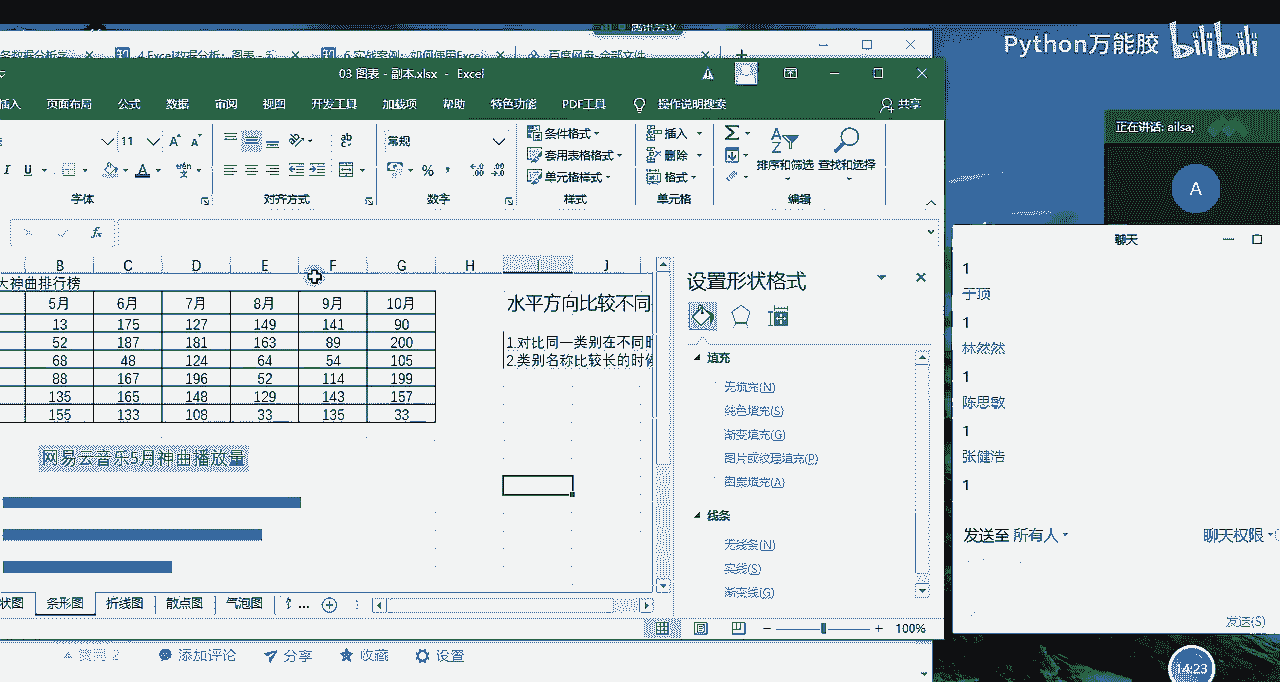 Python万能胶 bilibili
4.Excel数据分析：图表
6.实战案例：如何使用Excel
百度网盘-全部文件
03 图表 - 副本.xlsx - Excel
插入 页面布局 公式 数据 审阅 视图 开发工具 加载项 帮助 特色功能 PDF工具 操作说明搜索 共享
正在讲话: ailsa;
A
11 常规
条件格式 套用表格格式 单元格样式
插入 删除 格式
排序和筛选 查找和选择
字体 对齐方式 数字 样式 单元格 编辑
fx
B C D E F G H I J
大神曲排行榜
5月 6月 7月 8月 9月 10月
13 175 127 149 141 90
52 187 181 163 89 200
68 48 124 64 54 105
88 167 196 52 114 199
135 165 148 129 143 157
155 133 108 33 135 33
水平方向比较不同
1.对比同一类别在不同时
2.类别名称比较长的时候
网易云音乐5月神曲播放量
设置形状格式
填充
无填充(N)
纯色填充(S)
渐变填充(G)
图片或纹理填充(P)
图案填充(A)
线条
无线条(N)
实线(S)
渐变线(G)
状图 条形图 折线图 散点图 气泡图 ...
100%
添加评论 分享 收藏 设置
聊天
1
于顶
1
林然然
1
陈思敏
1
张健浩
1
发送至 所有人 聊天权限
发送(S)
14:23